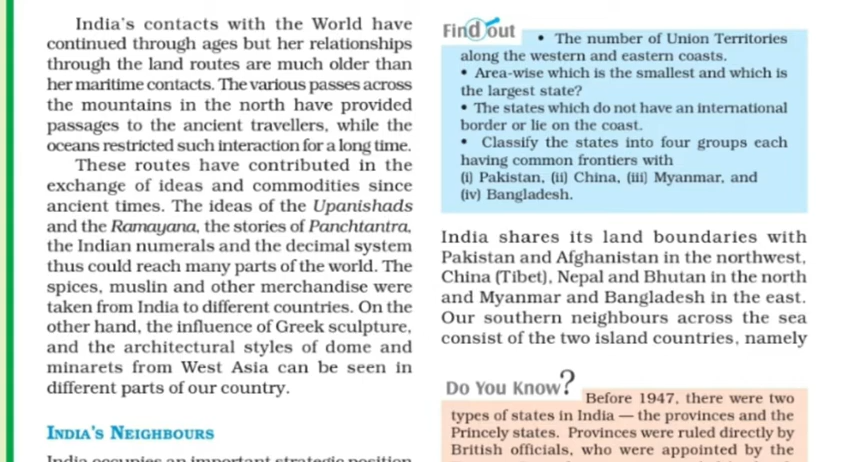 India's contacts with the World have
continued through ages but her relationships
through the land routes are much older than
her maritime contacts. The various passes across
the mountains in the north have provided
passages to the ancient travellers, while the
oceans restricted such interaction for a long time.
These routes have contributed in the
exchange of ideas and commodities since
ancient times. The ideas of the Upanishads
and the Ramayana, the stories of Panchtantra,
the Indian numerals and the decimal system
thus could reach many parts of the world. The
spices, muslin and other merchandise were
taken from India to different countries. On the
other hand, the influence of Greek sculpture,
and the architectural styles of dome and
minarets from West Asia can be seen in
different parts of our country.
INDIA'S NEIGHBOURS
India occupies an important strategic position
Find out
• The number of Union Territories
along the western and eastern coasts.
• Area-wise which is the smallest and which is
the largest state?
• The states which do not have an international
border or lie on the coast.
• Classify the states into four groups each
having common frontiers with
(i) Pakistan, (ii) China, (iii) Myanmar, and
(iv) Bangladesh.
India shares its land boundaries with
Pakistan and Afghanistan in the northwest,
China (Tibet), Nepal and Bhutan in the north
and Myanmar and Bangladesh in the east.
Our southern neighbours across the sea
consist of the two island countries, namely
Do You Know?
Before 1947, there were two
types of states in India — the provinces and the
Princely states. Provinces were ruled directly by
British officials, who were appointed by the